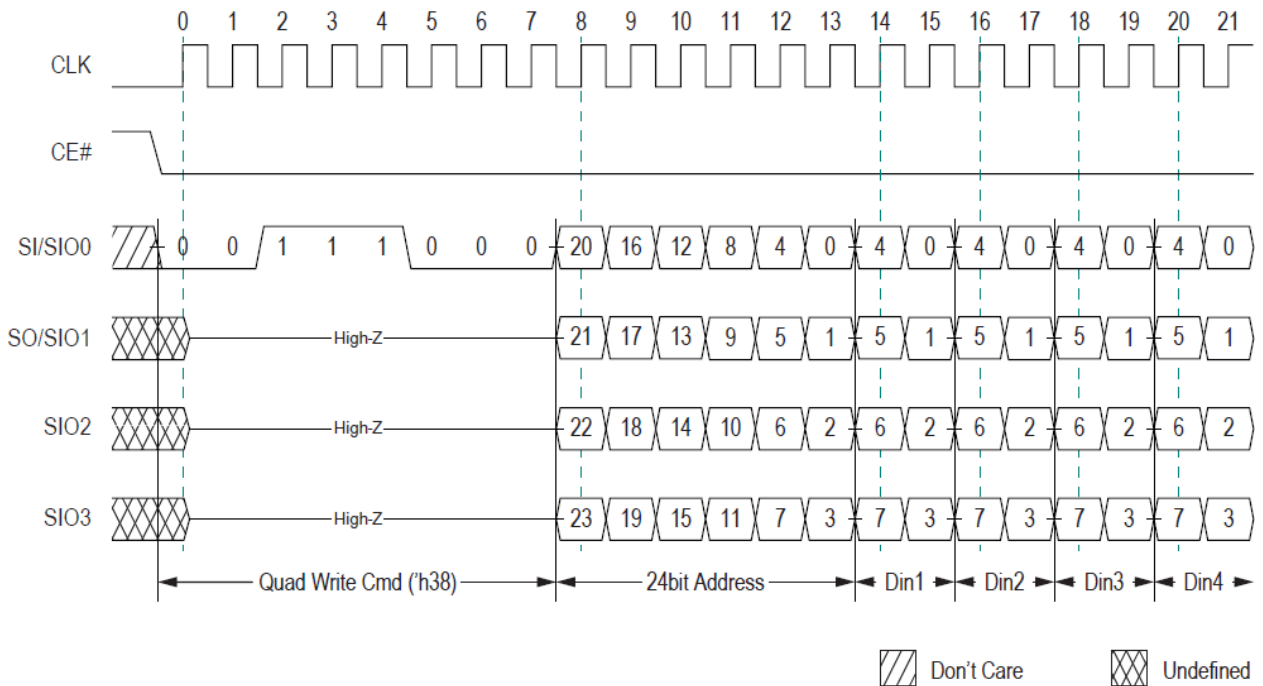 0 1 2 3 4 5 6 7 8 9 10 11 12 13 14 15 16 17 18 19 20 21
CLK
CE#
SI/SIO0 0 0 1 1 1 0 0 0 20 16 12 8 4 0 4 0 4 0 4 0 4 0
SO/SIO1 High-Z 21 17 13 9 5 1 5 1 5 1 5 1 5 1
SIO2 High-Z 22 18 14 10 6 2 6 2 6 2 6 2 6 2
SIO3 High-Z 23 19 15 11 7 3 7 3 7 3 7 3 7 3
Quad Write Cmd ('h38) 24bit Address Din1 Din2 Din3 Din4
Don't Care Undefined